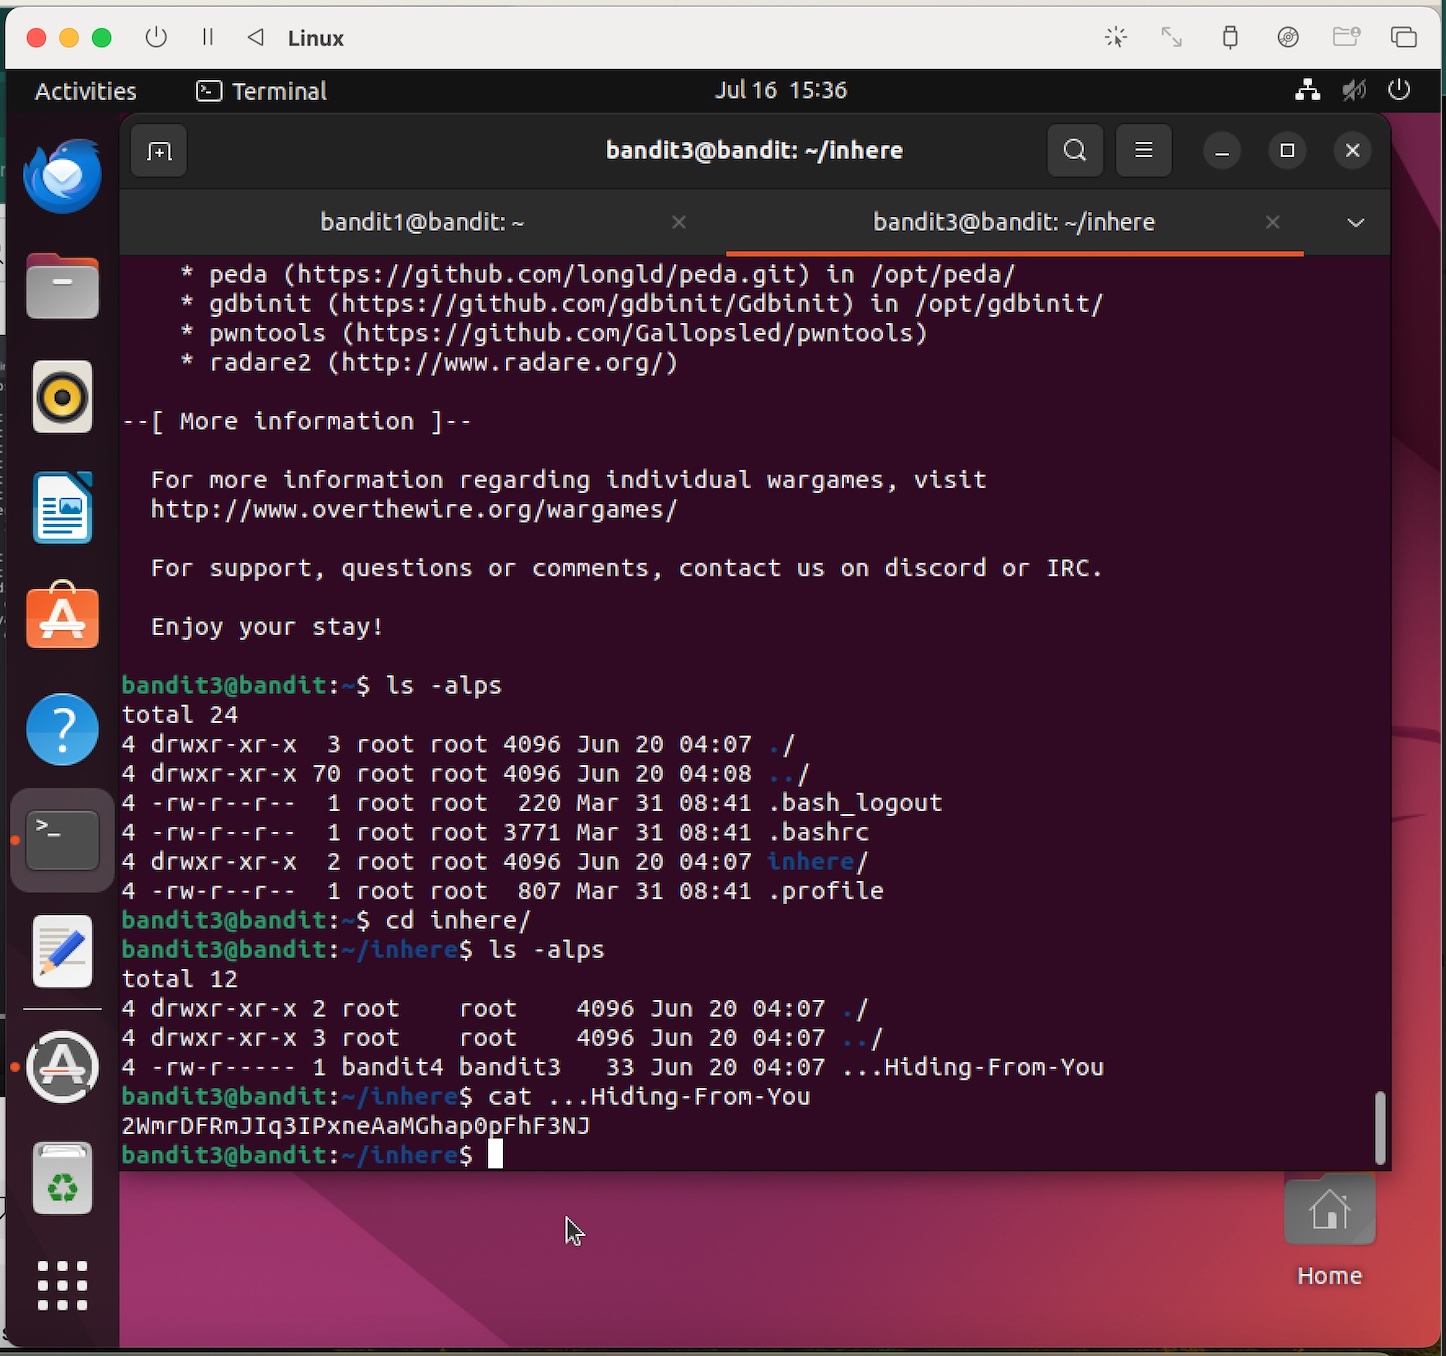 Linux
Activities
Terminal
Jul 16 15:36
bandit3@bandit: ~/inhere
bandit1@bandit: ~
bandit3@bandit: ~/inhere
* peda (https://github.com/longld/peda.git) in /opt/peda/
* gdbinit (https://github.com/gdbinit/Gdbinit) in /opt/gdbinit/
* pwntools (https://github.com/Gallopsled/pwntools)
* radare2 (http://www.radare.org/)
--[ More information ]--
For more information regarding individual wargames, visit
http://www.overthewire.org/wargames/
For support, questions or comments, contact us on discord or IRC.
Enjoy your stay!
bandit3@bandit:~$ ls -alps
total 24
4 drwxr-xr-x  3 root root 4096 Jun 20 04:07 ./
4 drwxr-xr-x 70 root root 4096 Jun 20 04:08 ../
4 -rw-r--r--  1 root root  220 Mar 31 08:41 .bash_logout
4 -rw-r--r--  1 root root 3771 Mar 31 08:41 .bashrc
4 drwxr-xr-x  2 root root 4096 Jun 20 04:07 inhere/
4 -rw-r--r--  1 root root  807 Mar 31 08:41 .profile
bandit3@bandit:~$ cd inhere/
bandit3@bandit:~/inhere$ ls -alps
total 12
4 drwxr-xr-x 2 root    root    4096 Jun 20 04:07 ./
4 drwxr-xr-x 3 root    root    4096 Jun 20 04:07 ../
4 -rw-r----- 1 bandit4 bandit3   33 Jun 20 04:07 ...Hiding-From-You
bandit3@bandit:~/inhere$ cat ...Hiding-From-You
2WmrDFRmJIq3IPxneAaMGhap0pFhF3NJ
bandit3@bandit:~/inhere$
Home